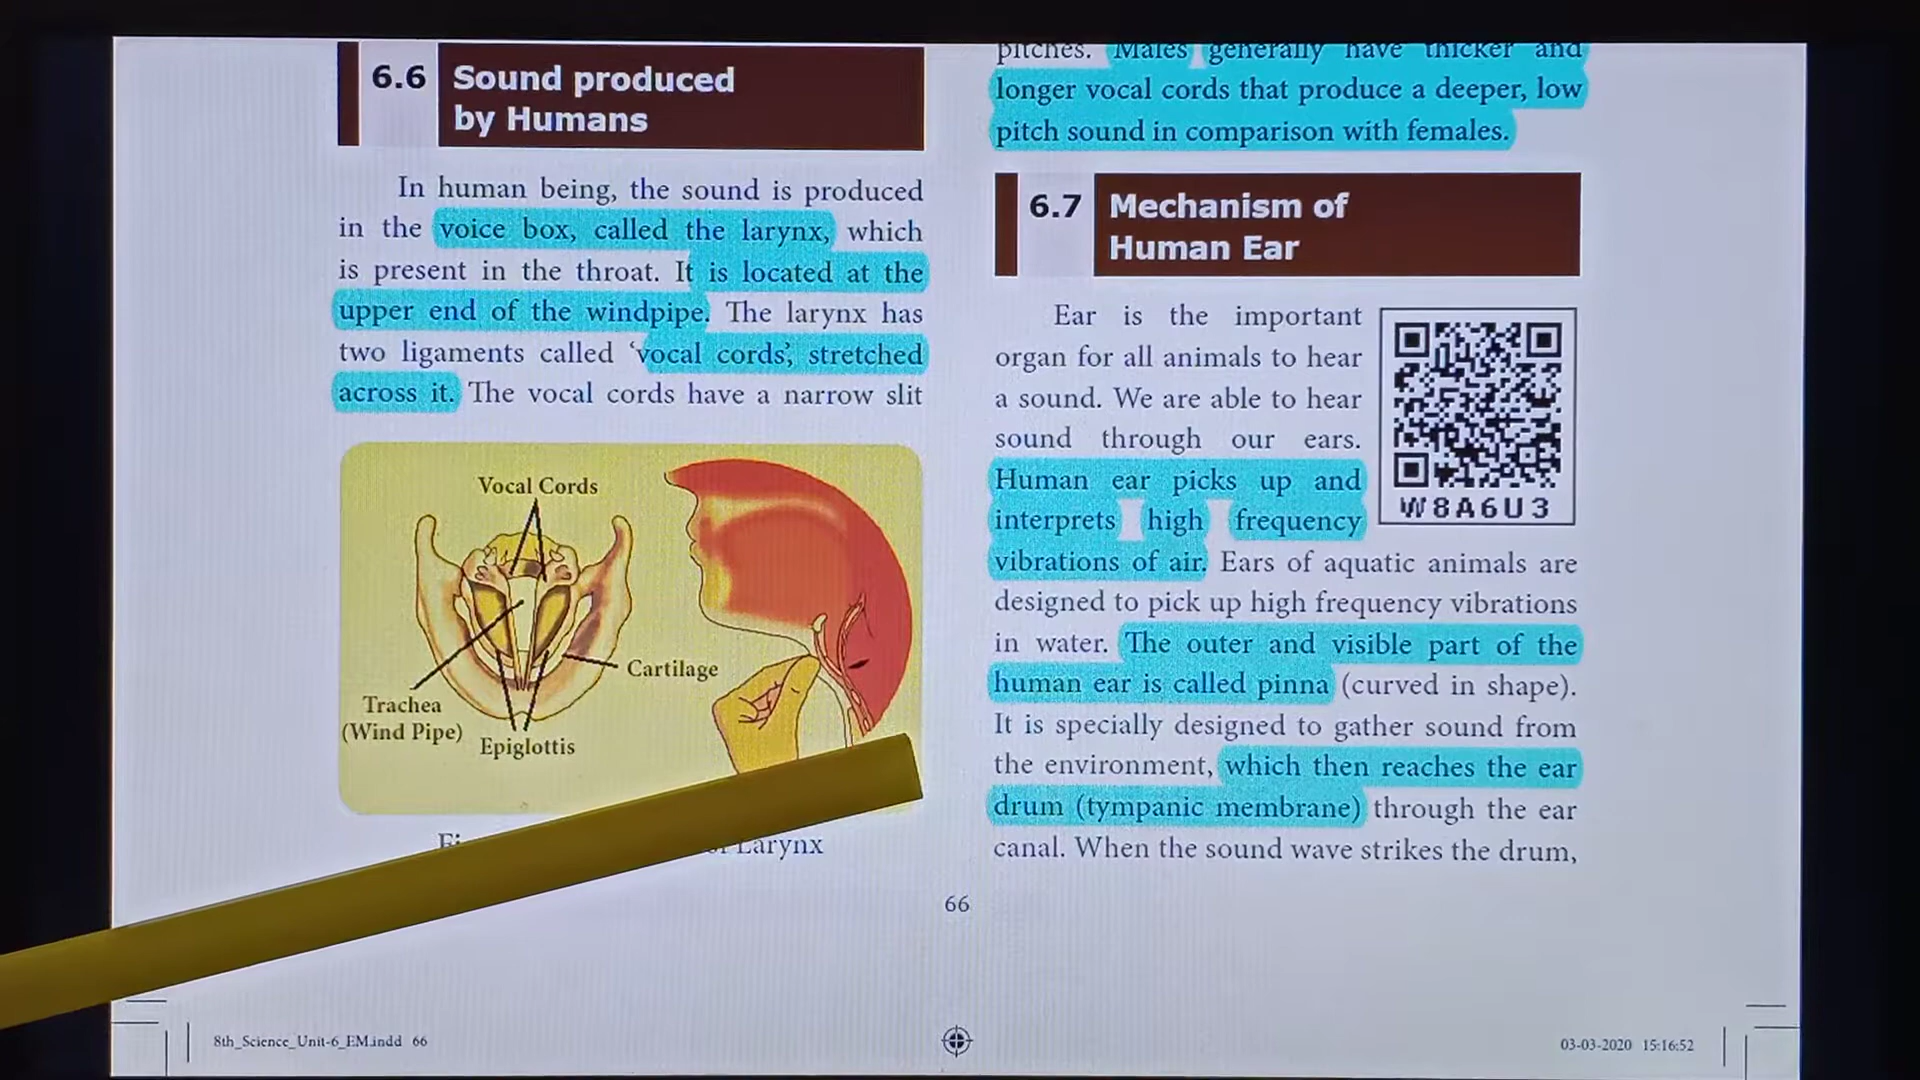 6.6 Sound produced
by Humans
In human being, the sound is produced
in the voice box, called the larynx, which
is present in the throat. It is located at the
upper end of the windpipe. The larynx has
two ligaments called ‘vocal cords’, stretched
across it. The vocal cords have a narrow slit
Vocal Cords
Cartilage
Trachea
(Wind Pipe)
Epiglottis
Larynx
pitches. Males generally have thicker and
longer vocal cords that produce a deeper, low
pitch sound in comparison with females.
6.7 Mechanism of
Human Ear
Ear is the important
organ for all animals to hear
a sound. We are able to hear
sound through our ears.
Human ear picks up and
interprets high frequency
vibrations of air. Ears of aquatic animals are
designed to pick up high frequency vibrations
in water. The outer and visible part of the
human ear is called pinna (curved in shape).
It is specially designed to gather sound from
the environment, which then reaches the ear
drum (tympanic membrane) through the ear
canal. When the sound wave strikes the drum,
W8A6U3
66
8th_Science_Unit-6_EM.indd 66
03-03-2020 15:16:52